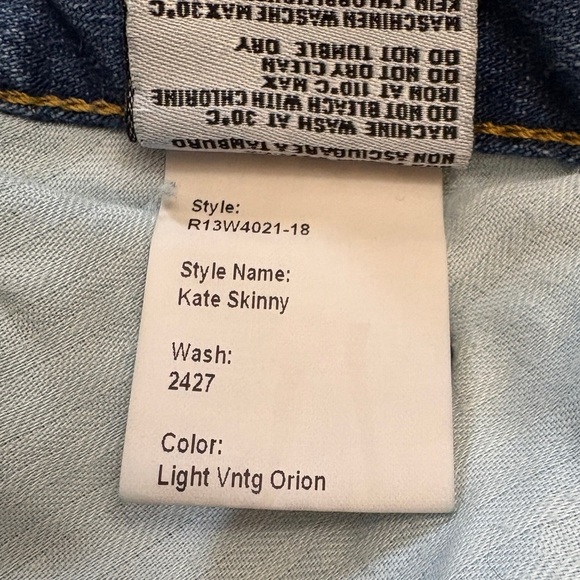 NON ASCIUGARE A TAMBURO
MACHINE WASH AT 30°C
DO NOT BLEACH WITH CHLORINE
IRON AT 110°C MAX
DO NOT DRY CLEAN
DO NOT TUMBLE DRY
MASCHINEN WASCHE MAX30°C
KEIN
Style:
R13W4021-18
Style Name:
Kate Skinny
Wash:
2427
Color:
Light Vntg Orion